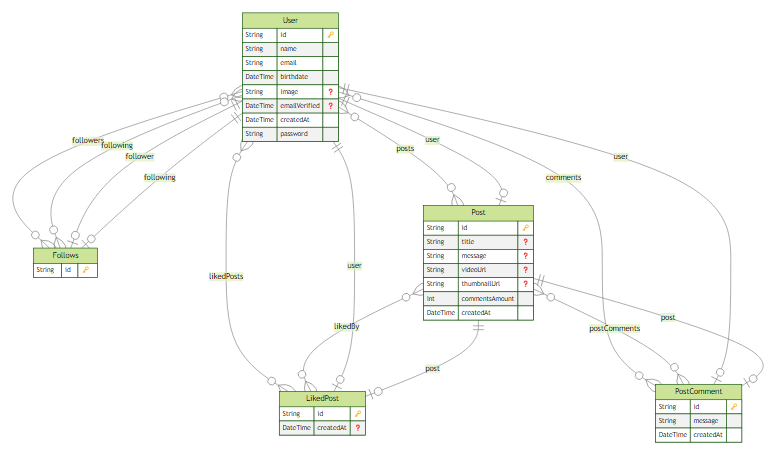 User
String id
String name
String email
DateTime birthdate
String image ?
DateTime emailVerified ?
DateTime createdAt
String password
followers
following
follower
following
posts
user
comments
user
Post
String id
String title ?
String message ?
String videoUrl ?
String thumbnailUrl ?
Int commentsAmount
DateTime createdAt
Follows
String id
likedPosts
user
likedBy
post
postComments
post
LikedPost
String id
DateTime createdAt ?
PostComment
String id
String message
DateTime createdAt